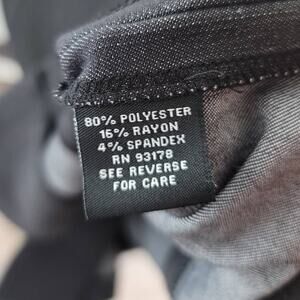 80% POLYESTER
16% RAYON
4% SPANDEX
RN 93178
SEE REVERSE
FOR CARE